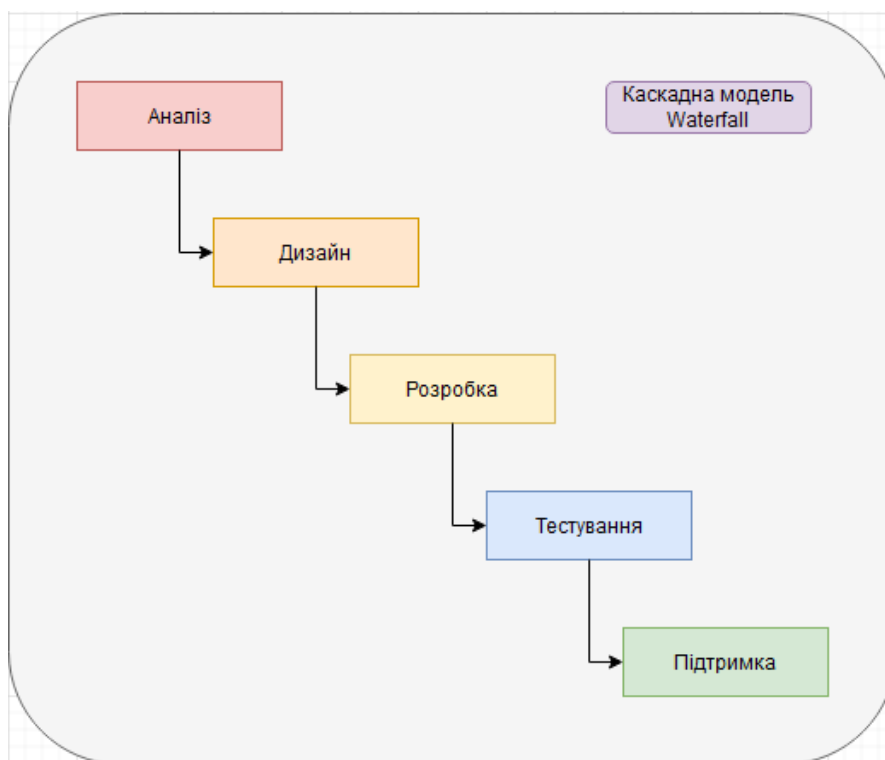 Аналіз
Каскадна модель
Waterfall
Дизайн
Розробка
Тестування
Підтримка